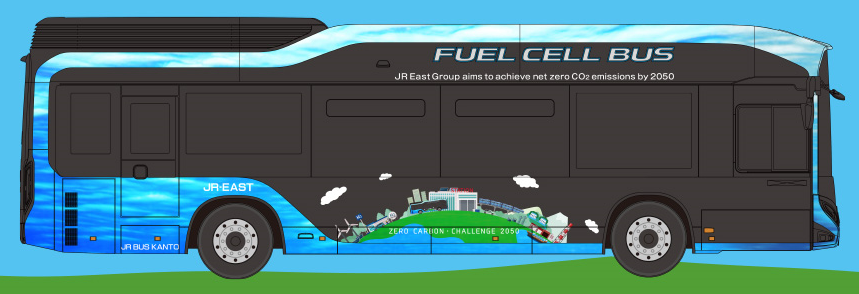 FUEL CELL BUS
JR East Group aims to achieve net zero CO2 emissions by 2050
JR-EAST
ZERO CARBON · CHALLENGE 2050
JR BUS KANTO